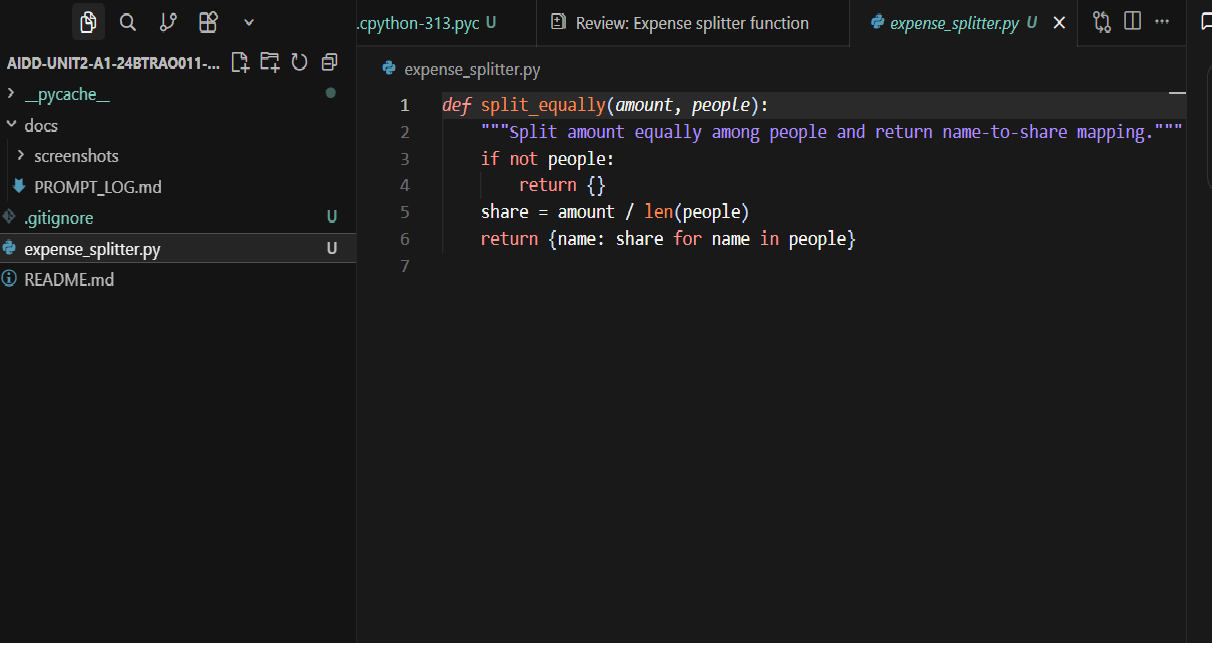 .cpython-313.pyc U
Review: Expense splitter function
expense_splitter.py U
AIDD-UNIT2-A1-24BTRAO011-...
__pycache__
docs
screenshots
PROMPT_LOG.md
.gitignore U
expense_splitter.py U
README.md
expense_splitter.py
1 def split_equally(amount, people):
2 """Split amount equally among people and return name-to-share mapping."""
3 if not people:
4 return {}
5 share = amount / len(people)
6 return {name: share for name in people}
7